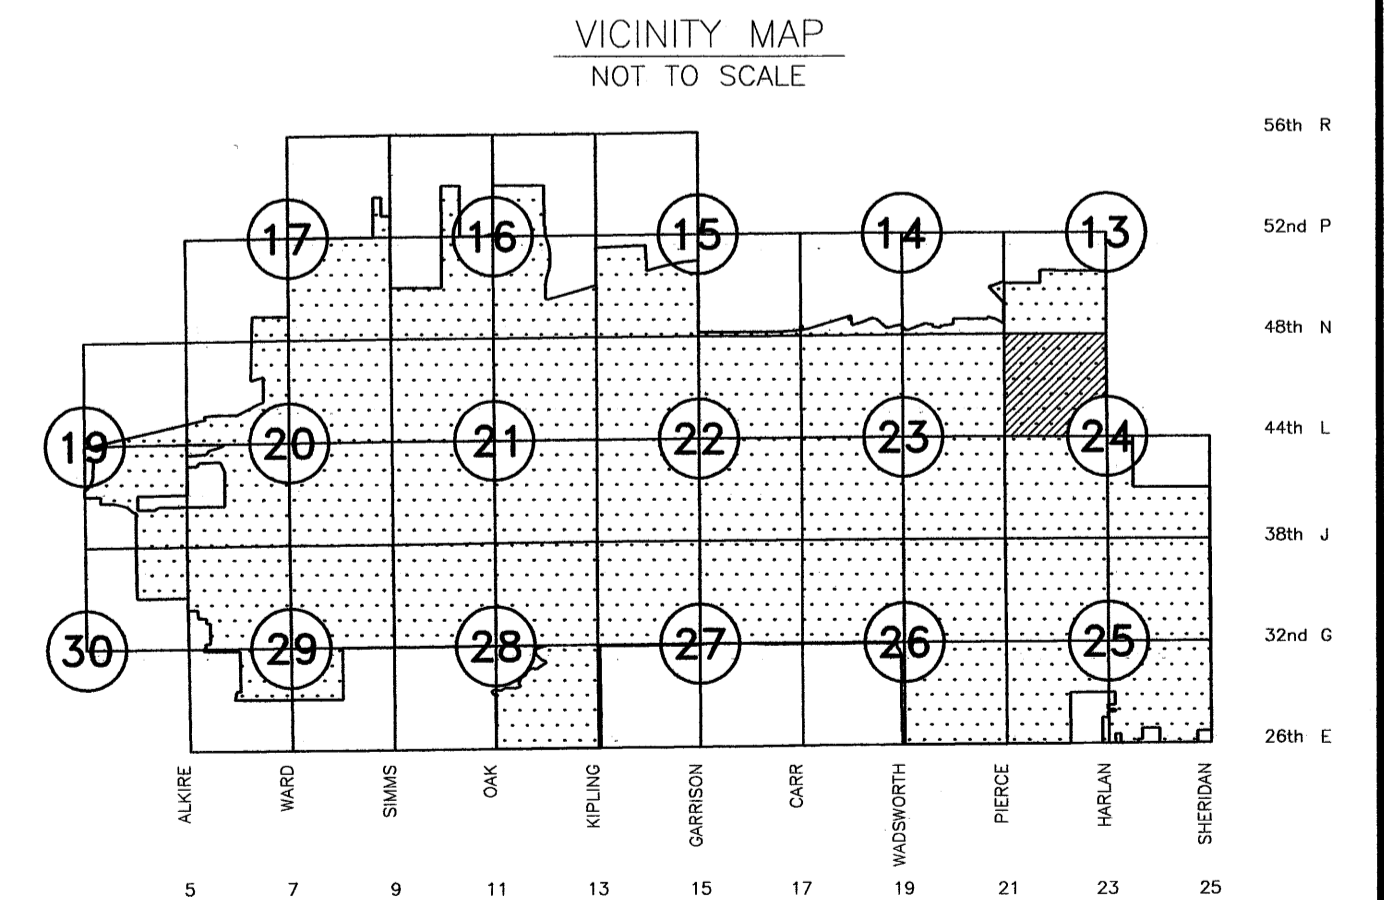 VICINITY MAP
NOT TO SCALE
56th R
17 16 15 14 13 52nd P
48th N
19 20 21 22 23 24 44th L
38th J
30 29 28 27 26 25 32nd G
26th E
ALKIRE WARD SIMMS OAK KIPLING GARRISON CARR WADSWORTH PIERCE HARLAN SHERIDAN
5 7 9 11 13 15 17 19 21 23 25